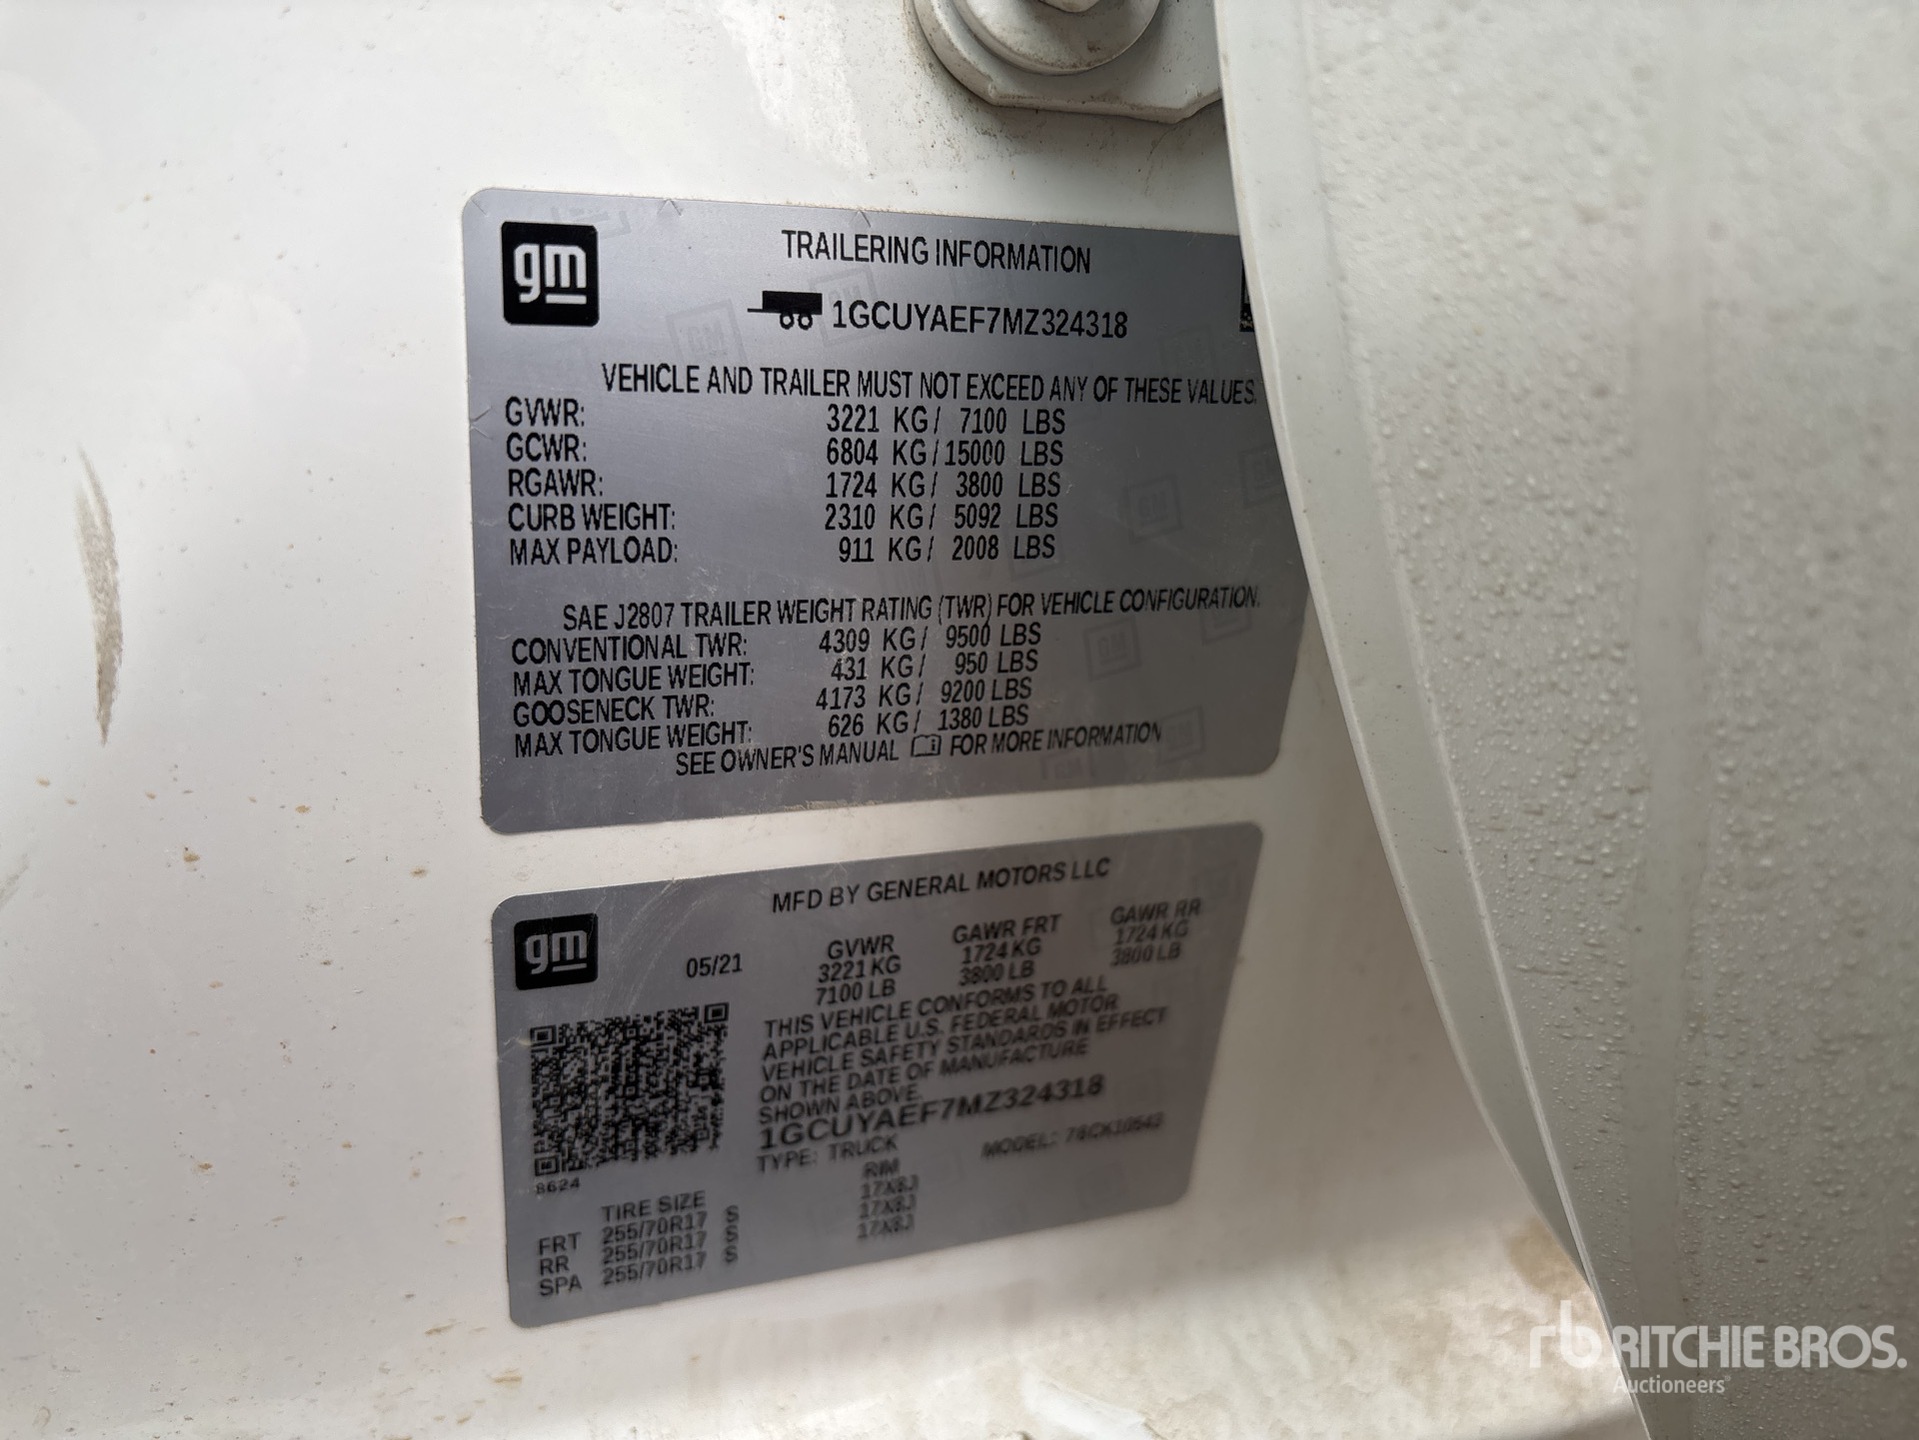 gm
TRAILERING INFORMATION
1GCUYAEF7MZ324318
VEHICLE AND TRAILER MUST NOT EXCEED ANY OF THESE VALUES.
GVWR: 3221 KG/ 7100 LBS
GCWR: 6804 KG/15000 LBS
RGAWR: 1724 KG/ 3800 LBS
CURB WEIGHT: 2310 KG/ 5092 LBS
MAX PAYLOAD: 911 KG/ 2008 LBS
SAE J2807 TRAILER WEIGHT RATING (TWR) FOR VEHICLE CONFIGURATION.
CONVENTIONAL TWR: 4309 KG/ 9500 LBS
MAX TONGUE WEIGHT: 431 KG/ 950 LBS
GOOSENECK TWR: 4173 KG/ 9200 LBS
MAX TONGUE WEIGHT: 626 KG/ 1380 LBS
SEE OWNER'S MANUAL FOR MORE INFORMATION
gm
MFD BY GENERAL MOTORS LLC
05/21 GVWR GAWR FRT GAWR RR
3221 KG 1724 KG 1724 KG
7100 LB 3800 LB 3800 LB
THIS VEHICLE CONFORMS TO ALL
APPLICABLE U.S. FEDERAL MOTOR
VEHICLE SAFETY STANDARDS IN EFFECT
ON THE DATE OF MANUFACTURE
SHOWN ABOVE.
1GCUYAEF7MZ324318
TYPE: TRUCK MODEL:
8624
TIRE SIZE RIM
FRT 255/70R17 S 17X8J
RR 255/70R17 S 17X8J
SPA 255/70R17 S 17X8J
rb RITCHIE BROS.
Auctioneers